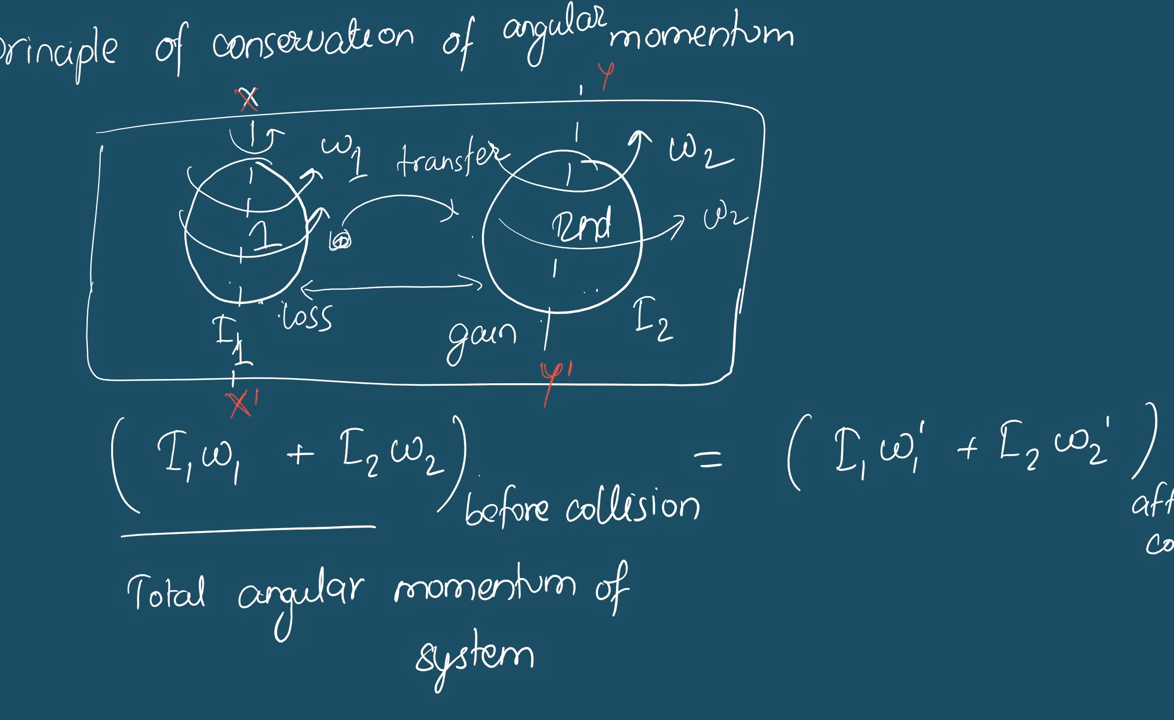 principle of conservation of angular momentum
X
Y
ω1
transfer
ω2
1
2nd
ω2
I1
loss
gain
I2
X'
Y'
(I₁ω₁ + I₂ω₂) before collision = (I₁ω₁' + I₂ω₂') aft
co
Total angular momentum of
system